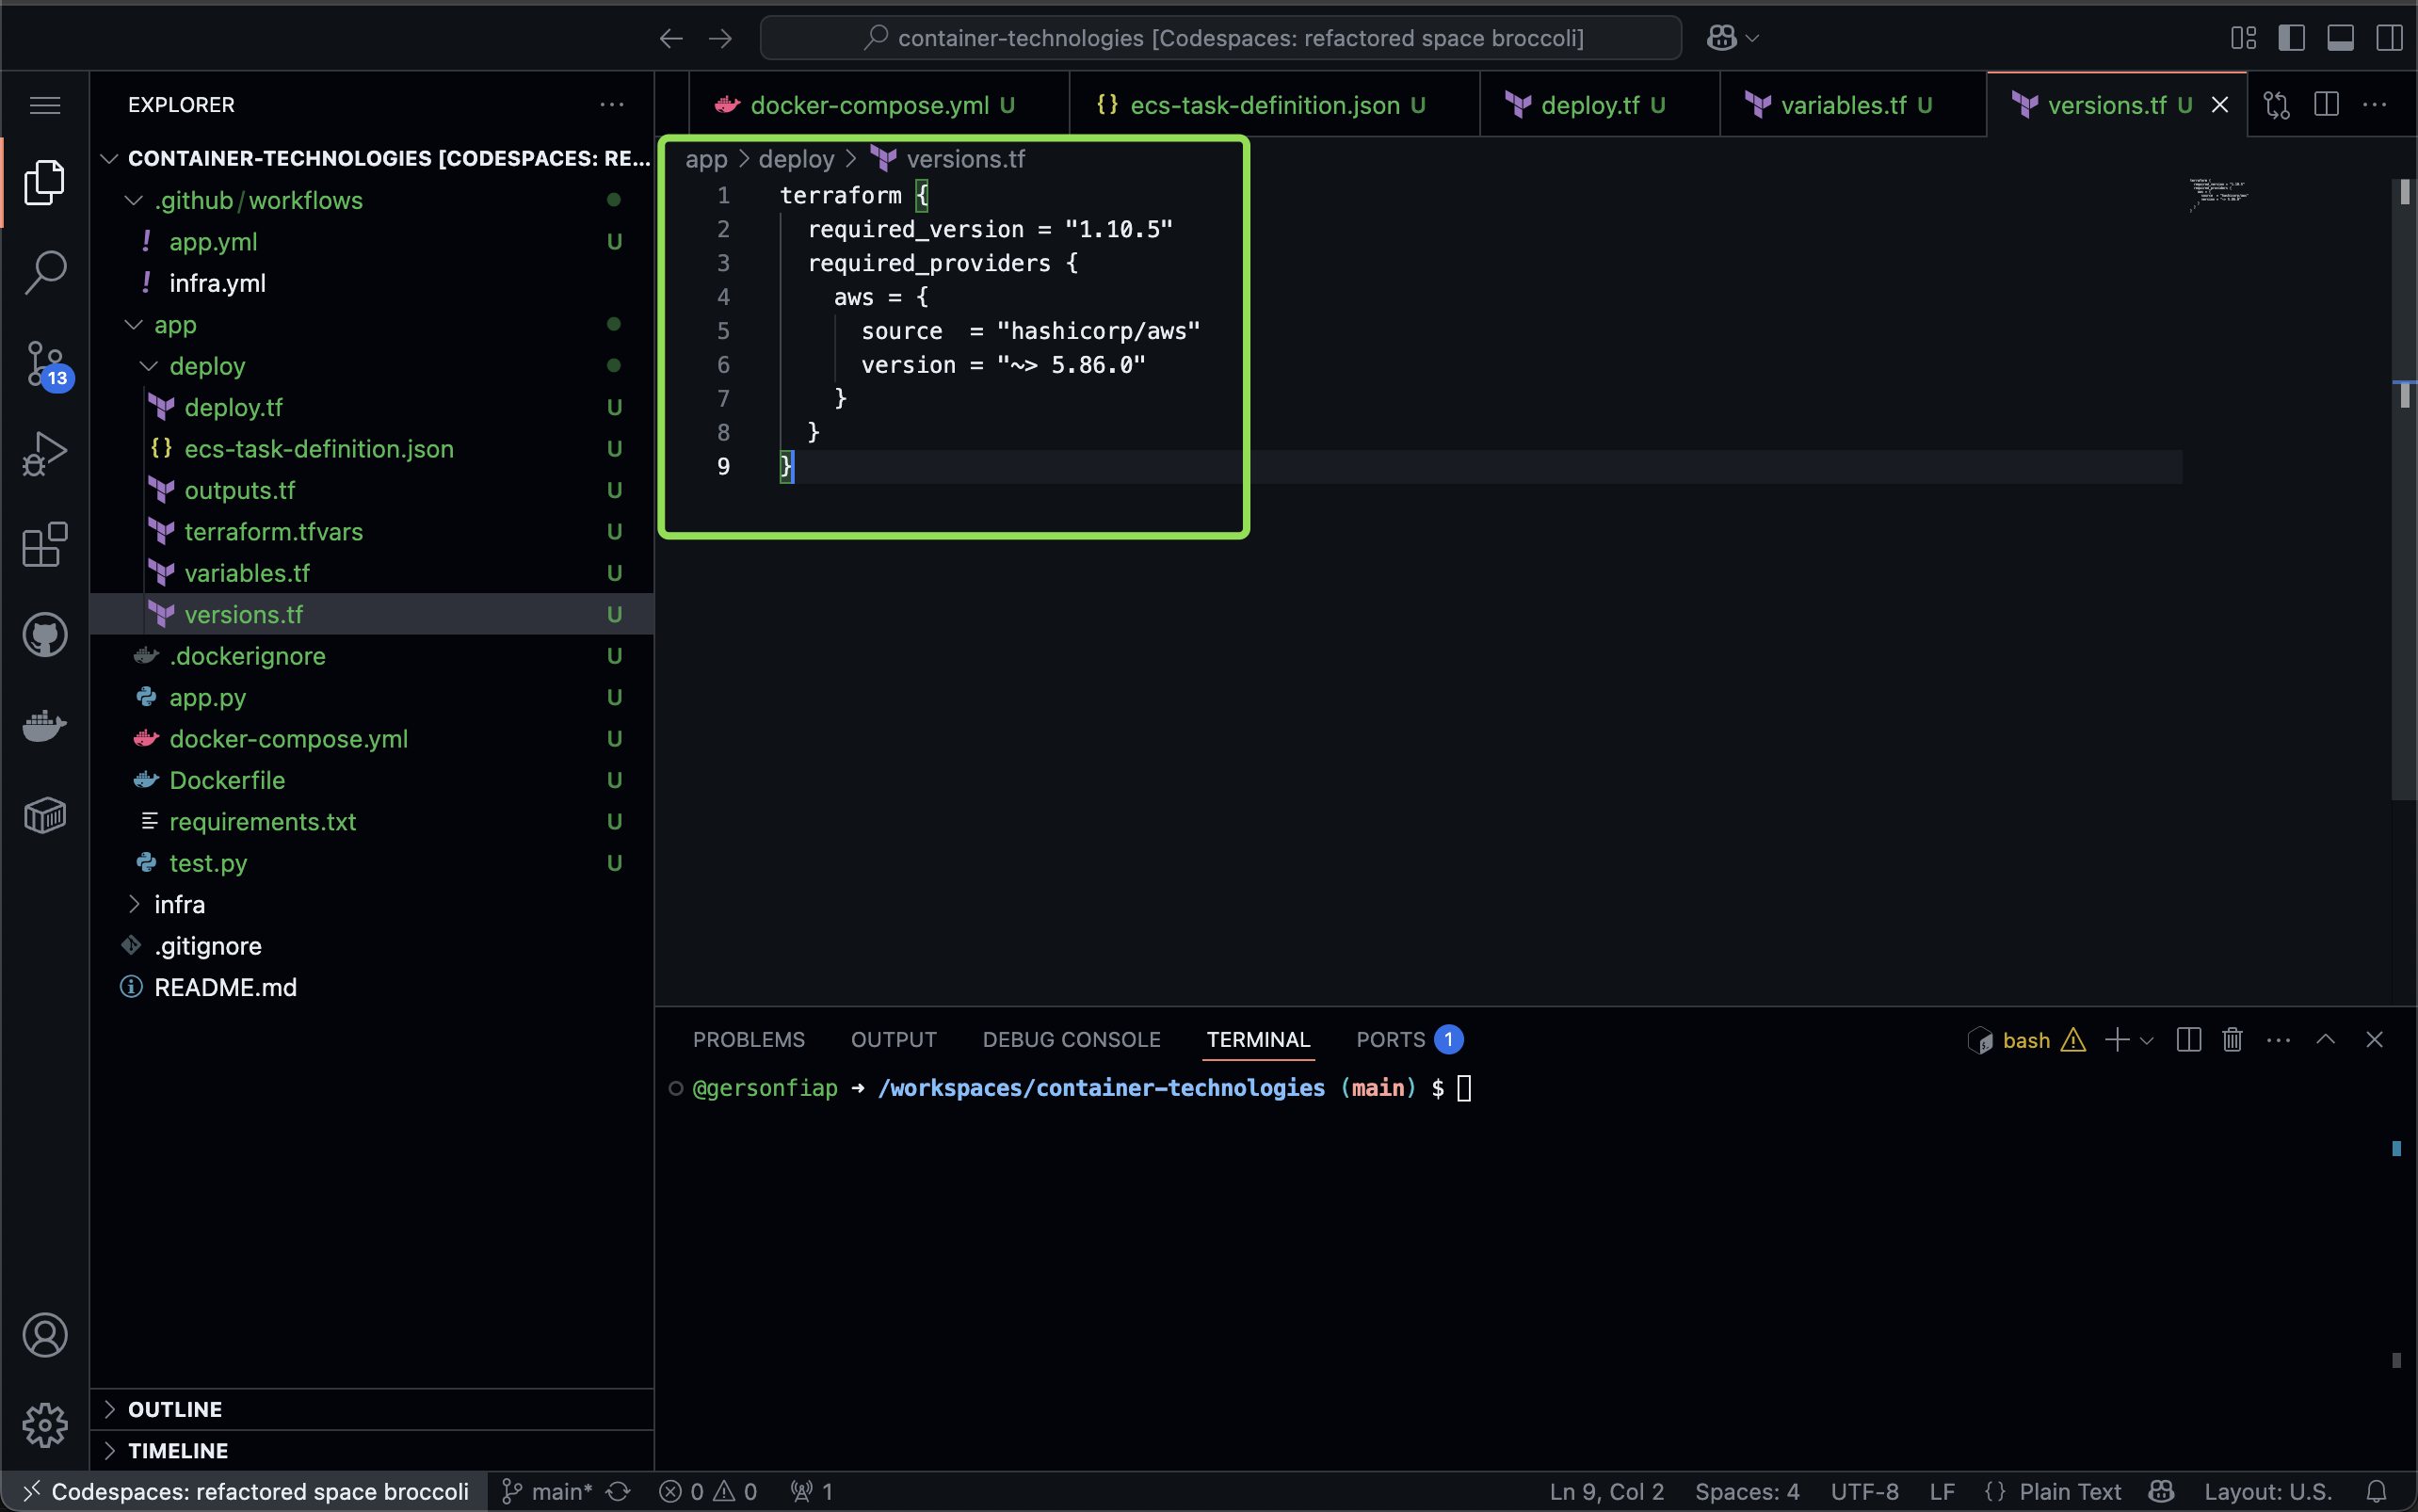 container-technologies [Codespaces: refactored space broccoli]
EXPLORER
docker-compose.yml U
{} ecs-task-definition.json U
deploy.tf U
variables.tf U
versions.tf U
CONTAINER-TECHNOLOGIES [CODESPACES: RE...
.github/workflows
! app.yml U
! infra.yml
app
deploy
deploy.tf U
{} ecs-task-definition.json U
outputs.tf U
terraform.tfvars U
variables.tf U
versions.tf U
.dockerignore U
app.py U
docker-compose.yml U
Dockerfile U
requirements.txt U
test.py U
infra
.gitignore
README.md
13
OUTLINE
TIMELINE
app > deploy > versions.tf
1 terraform {
2 required_version = "1.10.5"
3 required_providers {
4 aws = {
5 source  = "hashicorp/aws"
6 version = "~> 5.86.0"
7 }
8 }
9 }
PROBLEMS OUTPUT DEBUG CONSOLE TERMINAL PORTS 1
bash
@gersonfiap ➜ /workspaces/container-technologies (main) $
Codespaces: refactored space broccoli main* 0 0 1
Ln 9, Col 2 Spaces: 4 UTF-8 LF {} Plain Text Layout: U.S.